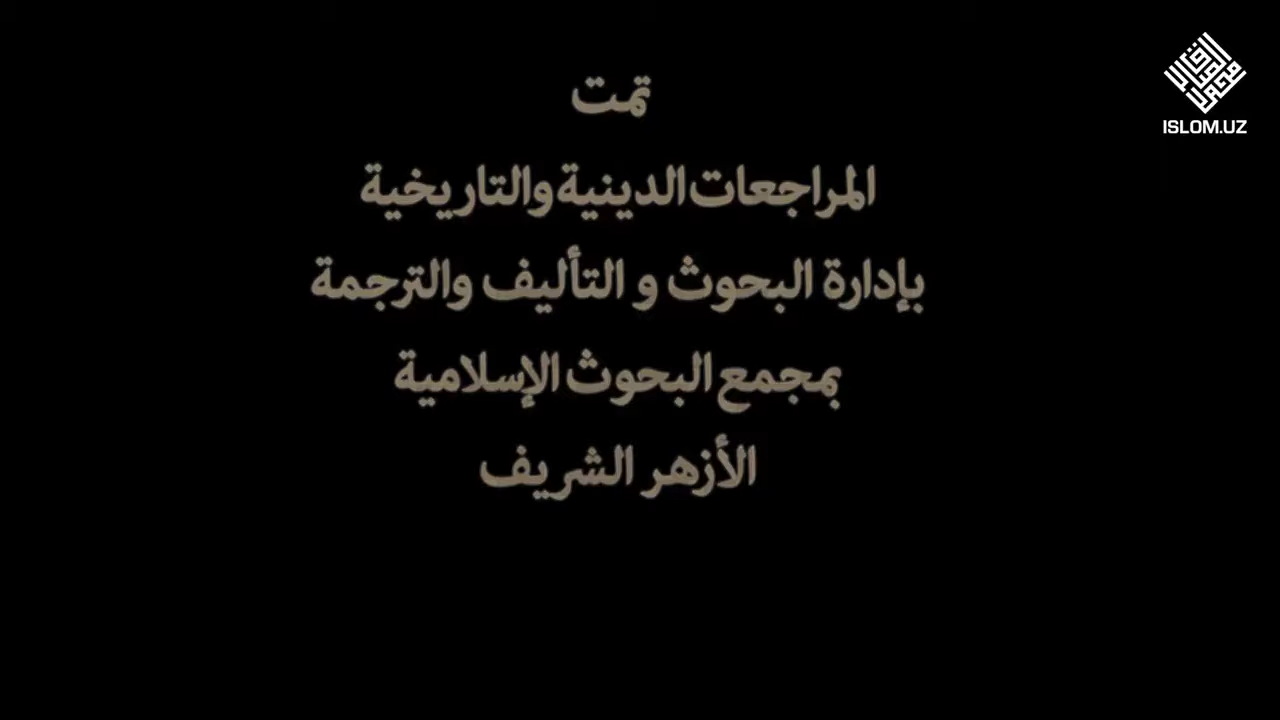 تمت
المراجعات الدينية والتاريخية
بإدارة البحوث و التأليف والترجمة
بمجمع البحوث الإسلامية
الأزهر الشريف
ISLOM.UZ